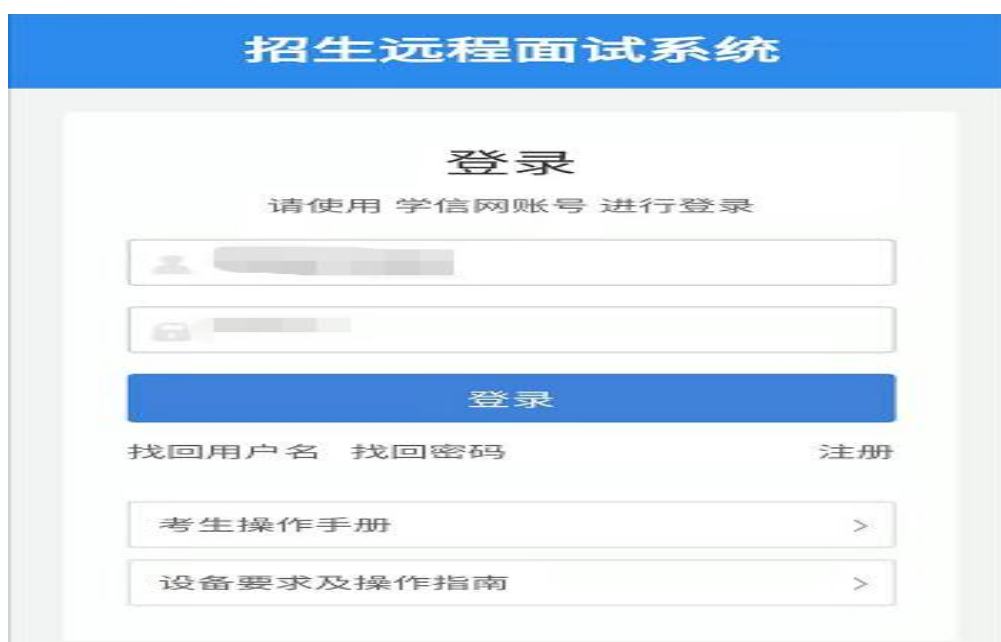 招生远程面试系统
登录
请使用 学信网账号 进行登录
登录
找回用户名 找回密码 注册
考生操作手册 >
设备要求及操作指南 >